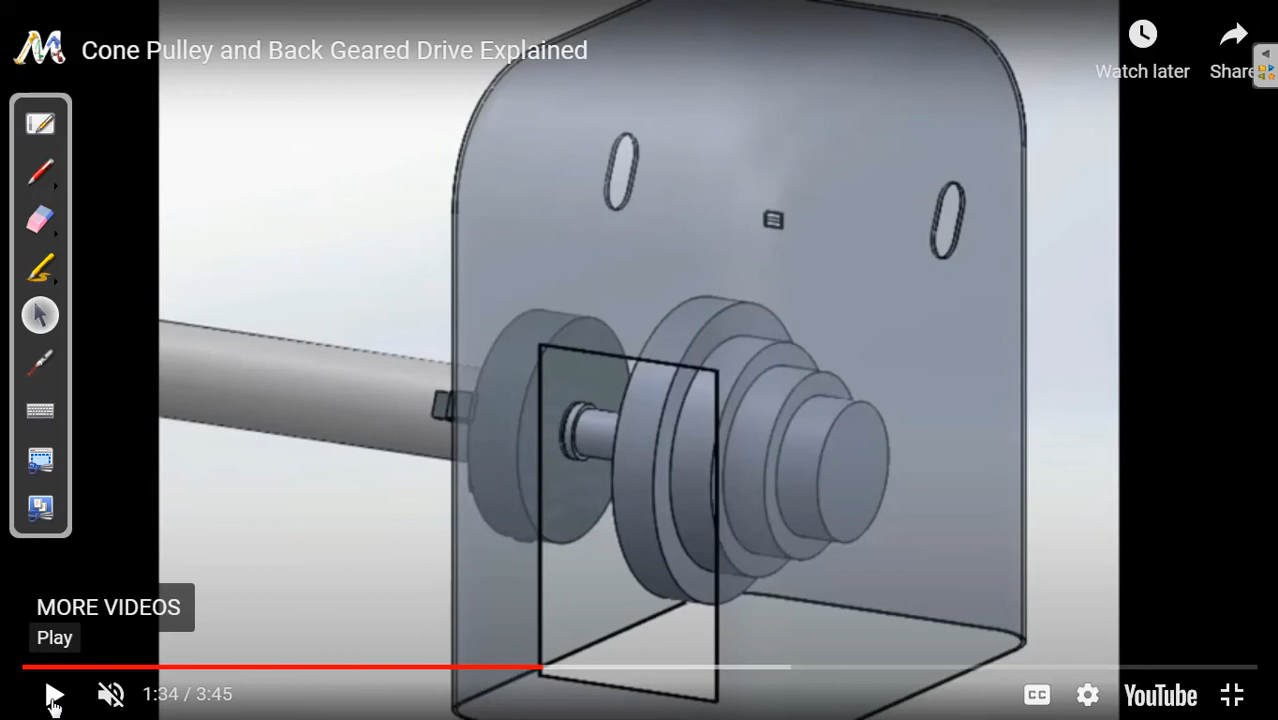 Cone Pulley and Back Geared Drive Explained
Watch later
Share
MORE VIDEOS
Play
1:34 / 3:45
CC
YouTube